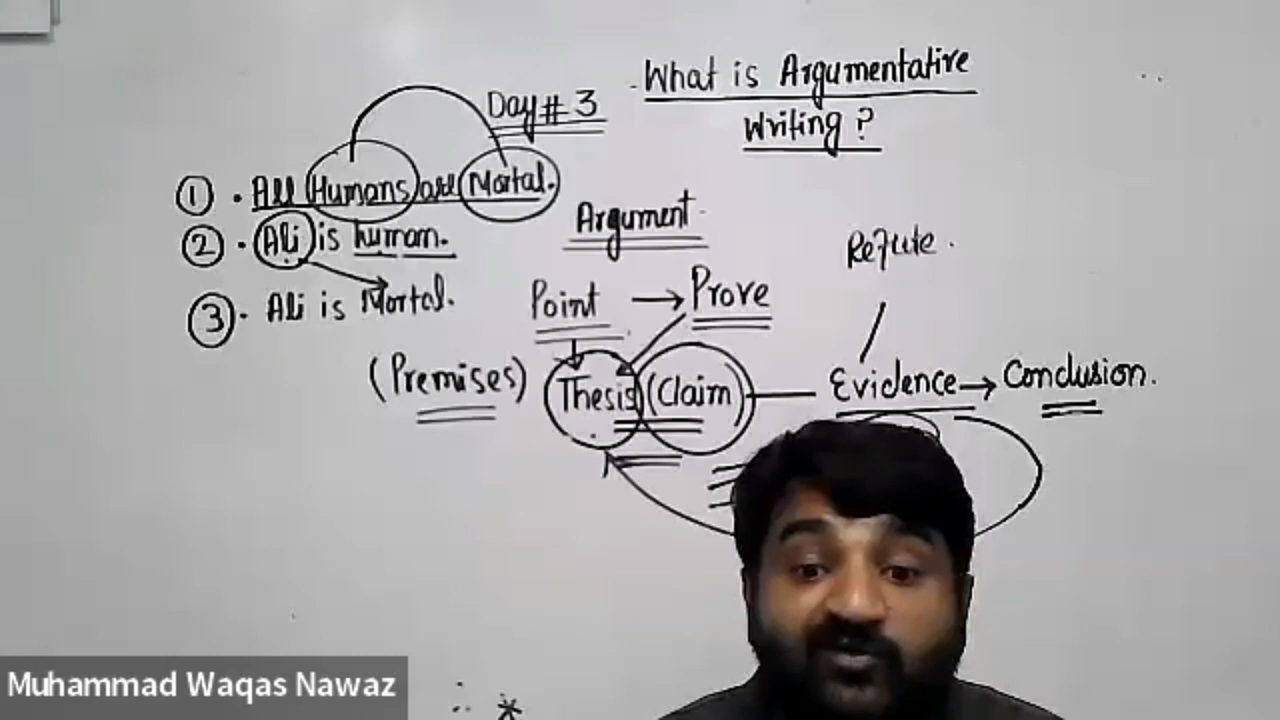 What is Argumentative
Writing ?
Day # 3
① · All Humans are Mortal.
② · Ali is human.
③ · Ali is Mortal.
Argument
Refute.
Point → Prove
(Premises) Thesis (Claim) — Evidence → Conclusion.
Muhammad Waqas Nawaz